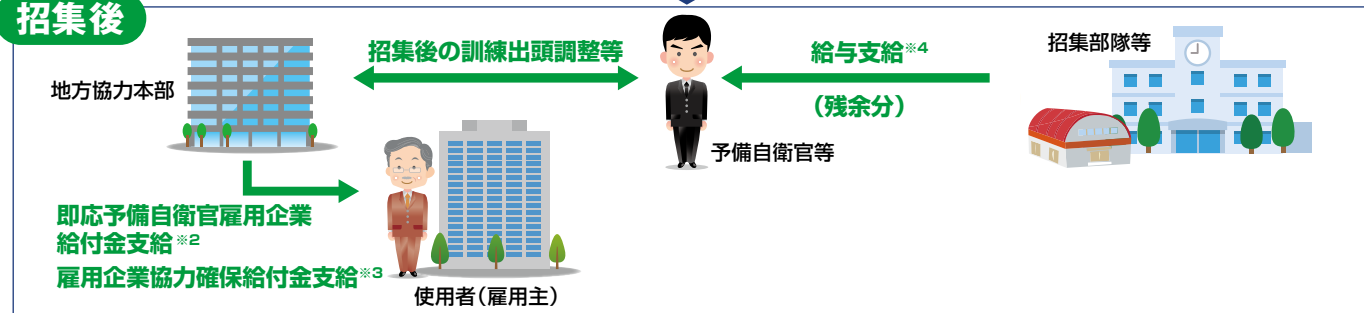 招集後
地方協力本部
招集後の訓練出頭調整等
給与支給※4
（残余分）
招集部隊等
予備自衛官等
即応予備自衛官雇用企業
給付金支給※2
雇用企業協力確保給付金支給※3
使用者（雇用主）